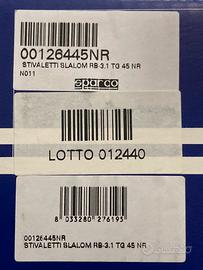 00126445NR
STIVALETTI SLALOM RB-3.1 TG 45 NR
N011
sparco
LOTTO 012440
8 033280 276195
00126445NR
STIVALETTI SLALOM RB-3.1 TG 45 NR
subito